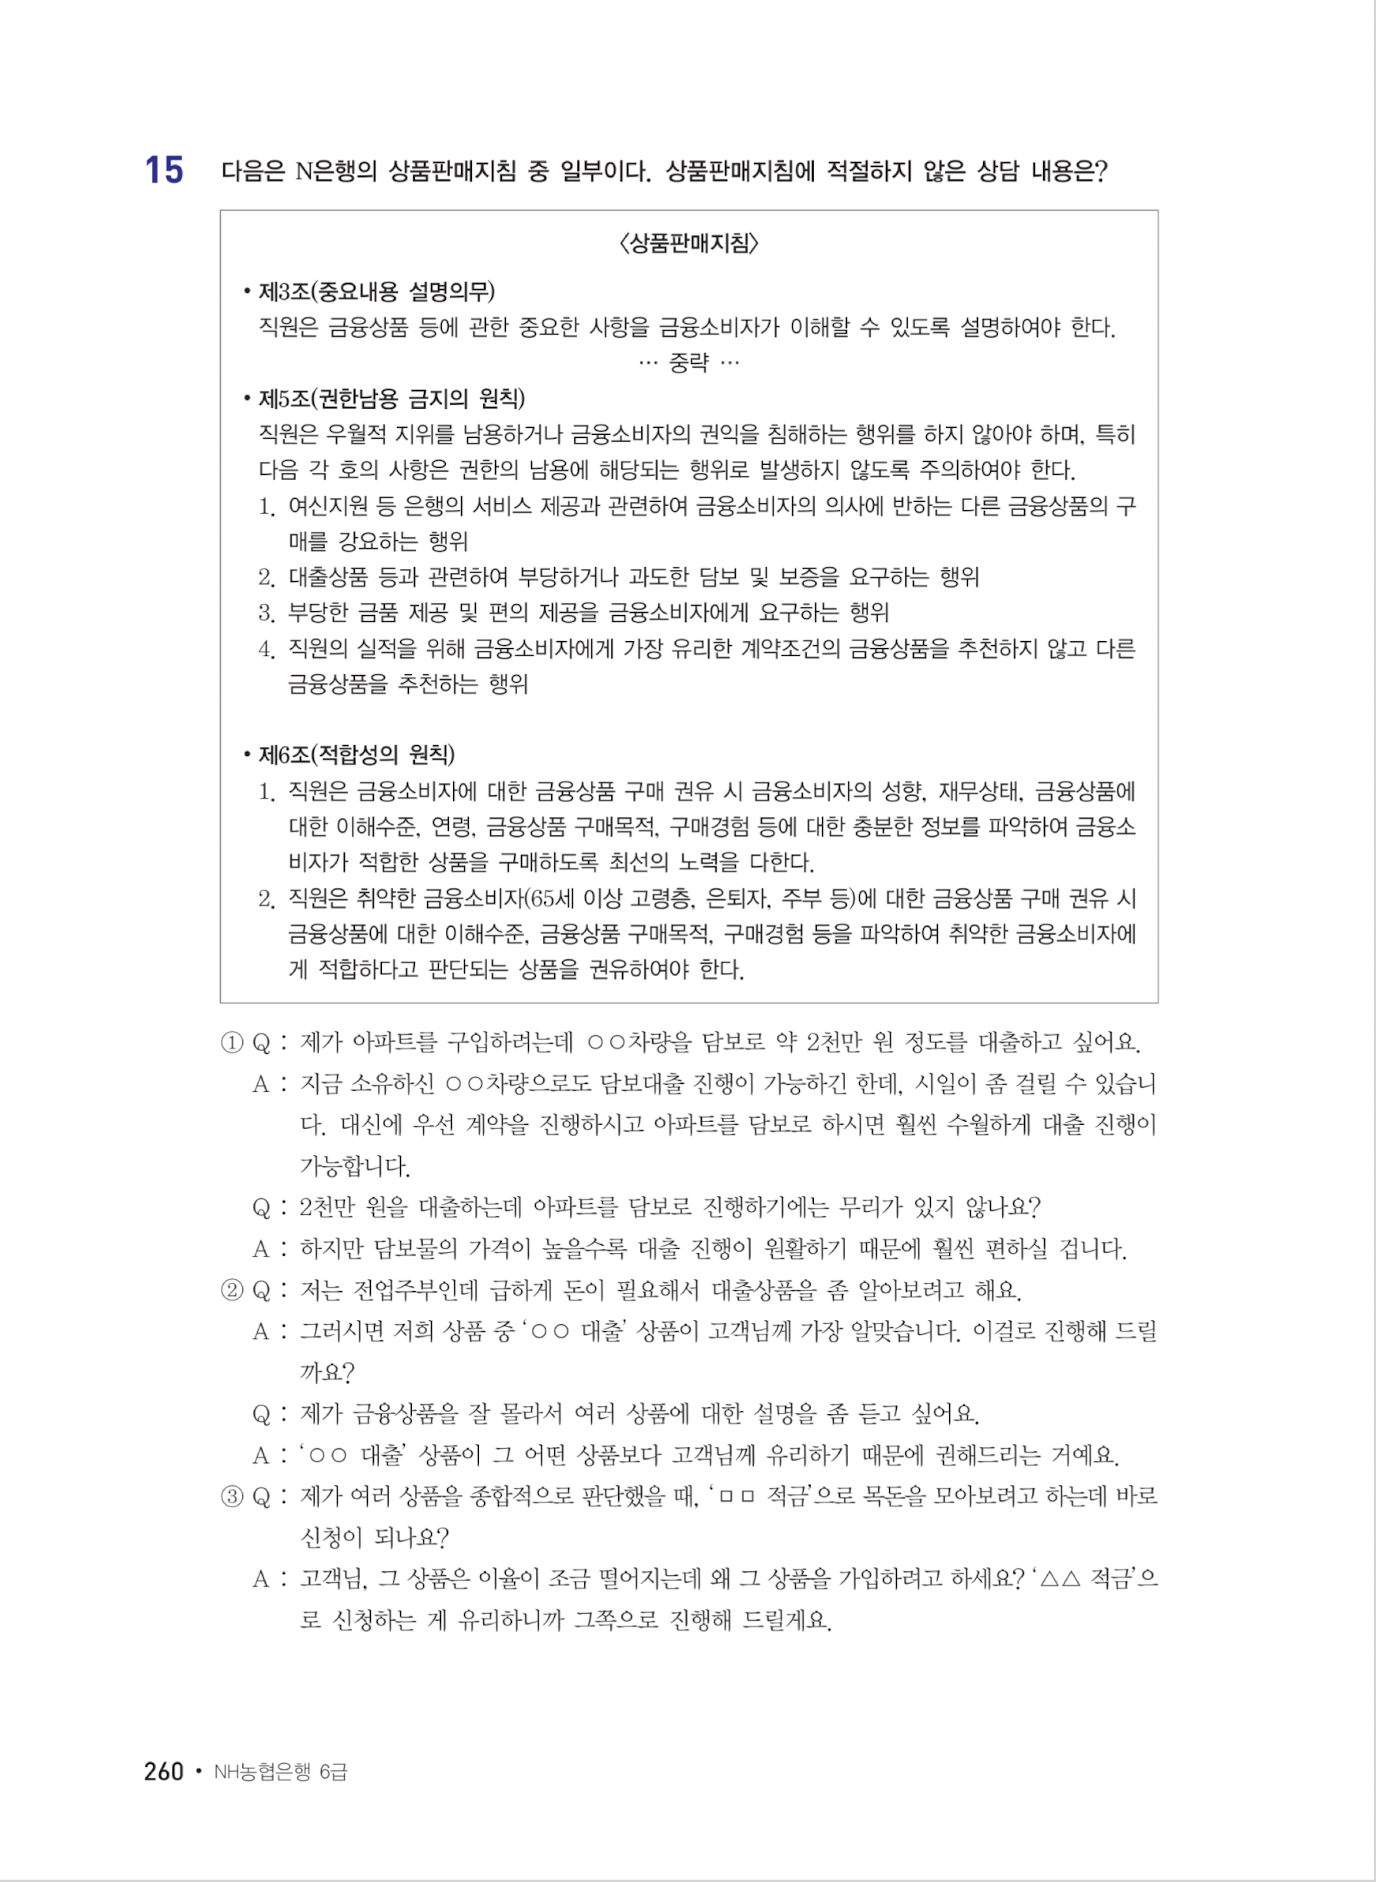 15 다음은 N은행의 상품판매지침 중 일부이다. 상품판매지침에 적절하지 않은 상담 내용은?
〈상품판매지침〉
• 제3조(중요내용 설명의무)
직원은 금융상품 등에 관한 중요한 사항을 금융소비자가 이해할 수 있도록 설명하여야 한다.
… 중략 …
• 제5조(권한남용 금지의 원칙)
직원은 우월적 지위를 남용하거나 금융소비자의 권익을 침해하는 행위를 하지 않아야 하며, 특히
다음 각 호의 사항은 권한의 남용에 해당되는 행위로 발생하지 않도록 주의하여야 한다.
1. 여신지원 등 은행의 서비스 제공과 관련하여 금융소비자의 의사에 반하는 다른 금융상품의 구
매를 강요하는 행위
2. 대출상품 등과 관련하여 부당하거나 과도한 담보 및 보증을 요구하는 행위
3. 부당한 금품 제공 및 편의 제공을 금융소비자에게 요구하는 행위
4. 직원의 실적을 위해 금융소비자에게 가장 유리한 계약조건의 금융상품을 추천하지 않고 다른
금융상품을 추천하는 행위
• 제6조(적합성의 원칙)
1. 직원은 금융소비자에 대한 금융상품 구매 권유 시 금융소비자의 성향, 재무상태, 금융상품에
대한 이해수준, 연령, 금융상품 구매목적, 구매경험 등에 대한 충분한 정보를 파악하여 금융소
비자가 적합한 상품을 구매하도록 최선의 노력을 다한다.
2. 직원은 취약한 금융소비자(65세 이상 고령층, 은퇴자, 주부 등)에 대한 금융상품 구매 권유 시
금융상품에 대한 이해수준, 금융상품 구매목적, 구매경험 등을 파악하여 취약한 금융소비자에
게 적합하다고 판단되는 상품을 권유하여야 한다.
① Q : 제가 아파트를 구입하려는데 ○○차량을 담보로 약 2천만 원 정도를 대출하고 싶어요.
A : 지금 소유하신 ○○차량으로도 담보대출 진행이 가능하긴 한데, 시일이 좀 걸릴 수 있습니
다. 대신에 우선 계약을 진행하시고 아파트를 담보로 하시면 훨씬 수월하게 대출 진행이
가능합니다.
Q : 2천만 원을 대출하는데 아파트를 담보로 진행하기에는 무리가 있지 않나요?
A : 하지만 담보물의 가격이 높을수록 대출 진행이 원활하기 때문에 훨씬 편하실 겁니다.
② Q : 저는 전업주부인데 급하게 돈이 필요해서 대출상품을 좀 알아보려고 해요.
A : 그러시면 저희 상품 중 ‘○○ 대출’ 상품이 고객님께 가장 알맞습니다. 이걸로 진행해 드릴
까요?
Q : 제가 금융상품을 잘 몰라서 여러 상품에 대한 설명을 좀 듣고 싶어요.
A : ‘○○ 대출’ 상품이 그 어떤 상품보다 고객님께 유리하기 때문에 권해드리는 거예요.
③ Q : 제가 여러 상품을 종합적으로 판단했을 때, ‘□□ 적금’으로 목돈을 모아보려고 하는데 바로
신청이 되나요?
A : 고객님, 그 상품은 이율이 조금 떨어지는데 왜 그 상품을 가입하려고 하세요? ‘△△ 적금’으
로 신청하는 게 유리하니까 그쪽으로 진행해 드릴게요.
260 • NH농협은행 6급